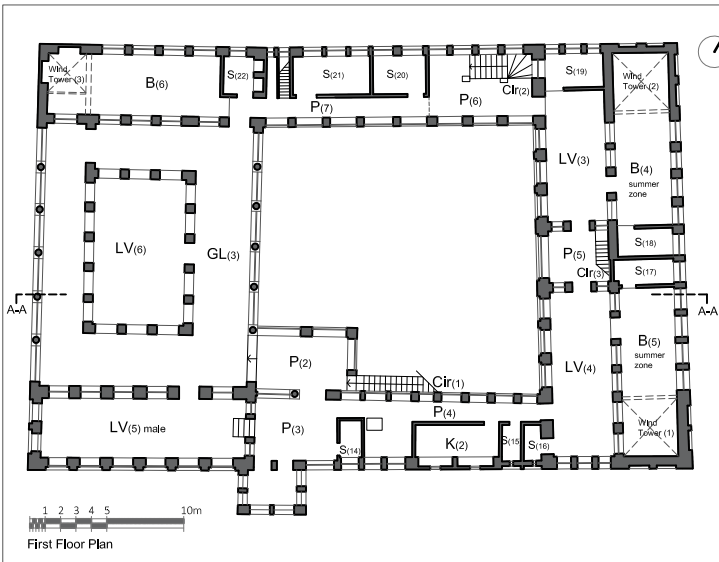 Wind
Tower (3)
B(6)
S(22)
S(21)
S(20)
P(7)
P(6)
Clr(2)
S(19)
Wind
Tower (2)
LV(3)
B(4)
summer
zone
LV(6)
GL(3)
P(5)
S(18)
Clr(3)
S(17)
A-A
A-A
P(2)
Cir(1)
LV(4)
B(5)
summer
zone
P(4)
LV(5) male
P(3)
S(14)
K(2)
S(15)
S(16)
Wind
Tower (1)
1 2 3 4 5 10m
First Floor Plan